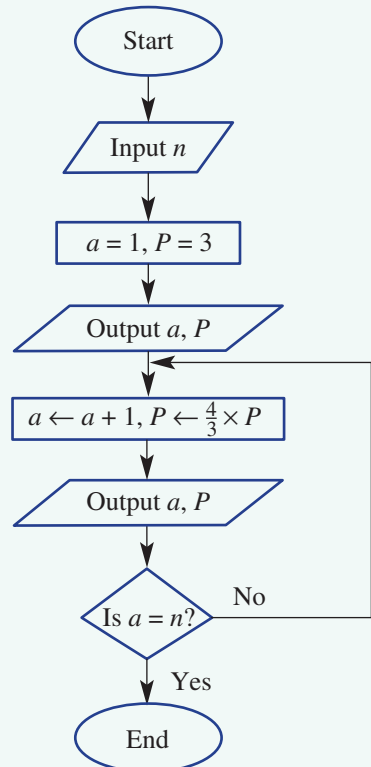 Start
Input n
a = 1, P = 3
Output a, P
a ← a + 1, P ← 4/3 × P
Output a, P
Is a = n?
No
Yes
End